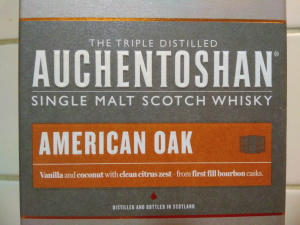 THE TRIPLE DISTILLED
AUCHENTOSHAN®
SINGLE MALT SCOTCH WHISKY
AMERICAN OAK
Vanilla and coconut with clean citrus zest - from first fill bourbon casks.
DISTILLED AND BOTTLED IN SCOTLAND